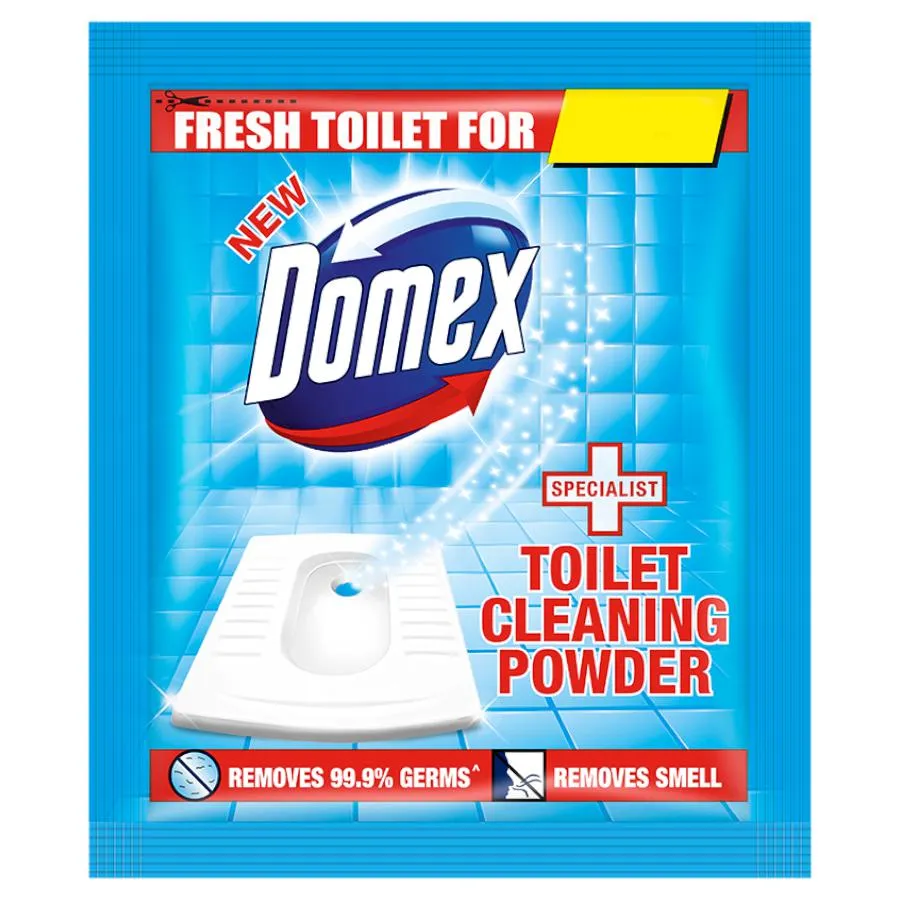 FRESH TOILET FOR
NEW
Domex
SPECIALIST
TOILET
CLEANING
POWDER
REMOVES 99.9% GERMS^
REMOVES SMELL